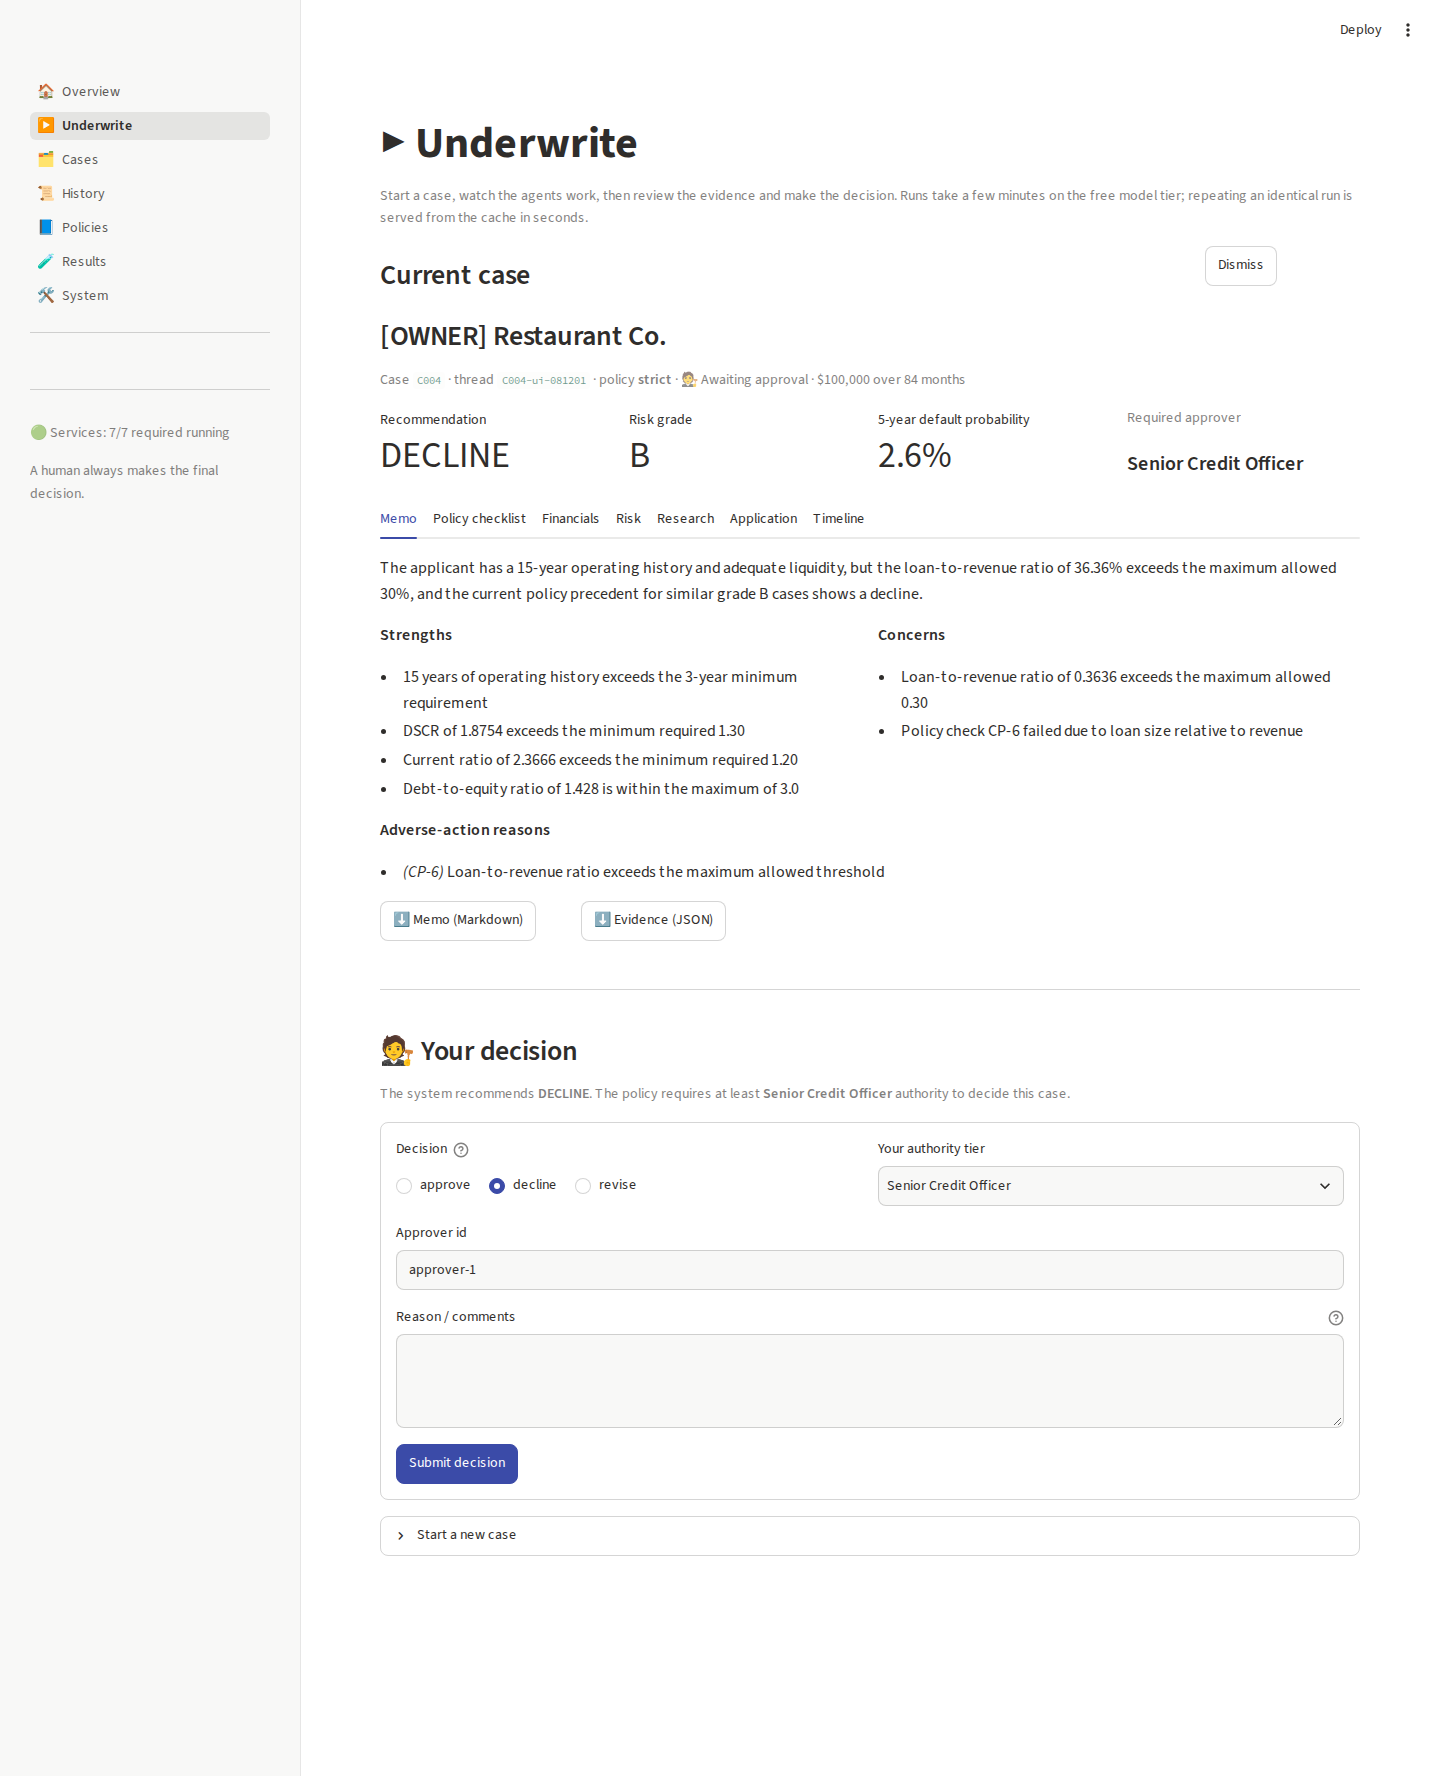 Deploy
🏠 Overview
▶️ Underwrite
🗂️ Cases
📜 History
📘 Policies
🧪 Results
🛠️ System
🟢 Services: 7/7 required running
A human always makes the final
decision.
▶ Underwrite
Start a case, watch the agents work, then review the evidence and make the decision. Runs take a few minutes on the free model tier; repeating an identical run is
served from the cache in seconds.
Current case
Dismiss
[OWNER] Restaurant Co.
Case C004 · thread C004-ui-081201 · policy strict · 🧑‍⚖️ Awaiting approval · $100,000 over 84 months
Recommendation
DECLINE
Risk grade
B
5-year default probability
2.6%
Required approver
Senior Credit Officer
Memo Policy checklist Financials Risk Research Application Timeline
The applicant has a 15-year operating history and adequate liquidity, but the loan-to-revenue ratio of 36.36% exceeds the maximum allowed
30%, and the current policy precedent for similar grade B cases shows a decline.
Strengths
• 15 years of operating history exceeds the 3-year minimum
requirement
• DSCR of 1.8754 exceeds the minimum required 1.30
• Current ratio of 2.3666 exceeds the minimum required 1.20
• Debt-to-equity ratio of 1.428 is within the maximum of 3.0
Concerns
• Loan-to-revenue ratio of 0.3636 exceeds the maximum allowed
0.30
• Policy check CP-6 failed due to loan size relative to revenue
Adverse-action reasons
• (CP-6) Loan-to-revenue ratio exceeds the maximum allowed threshold
⬇️ Memo (Markdown)
⬇️ Evidence (JSON)
🧑‍⚖️ Your decision
The system recommends DECLINE. The policy requires at least Senior Credit Officer authority to decide this case.
Decision
approve decline revise
Your authority tier
Senior Credit Officer
Approver id
approver-1
Reason / comments
Submit decision
Start a new case